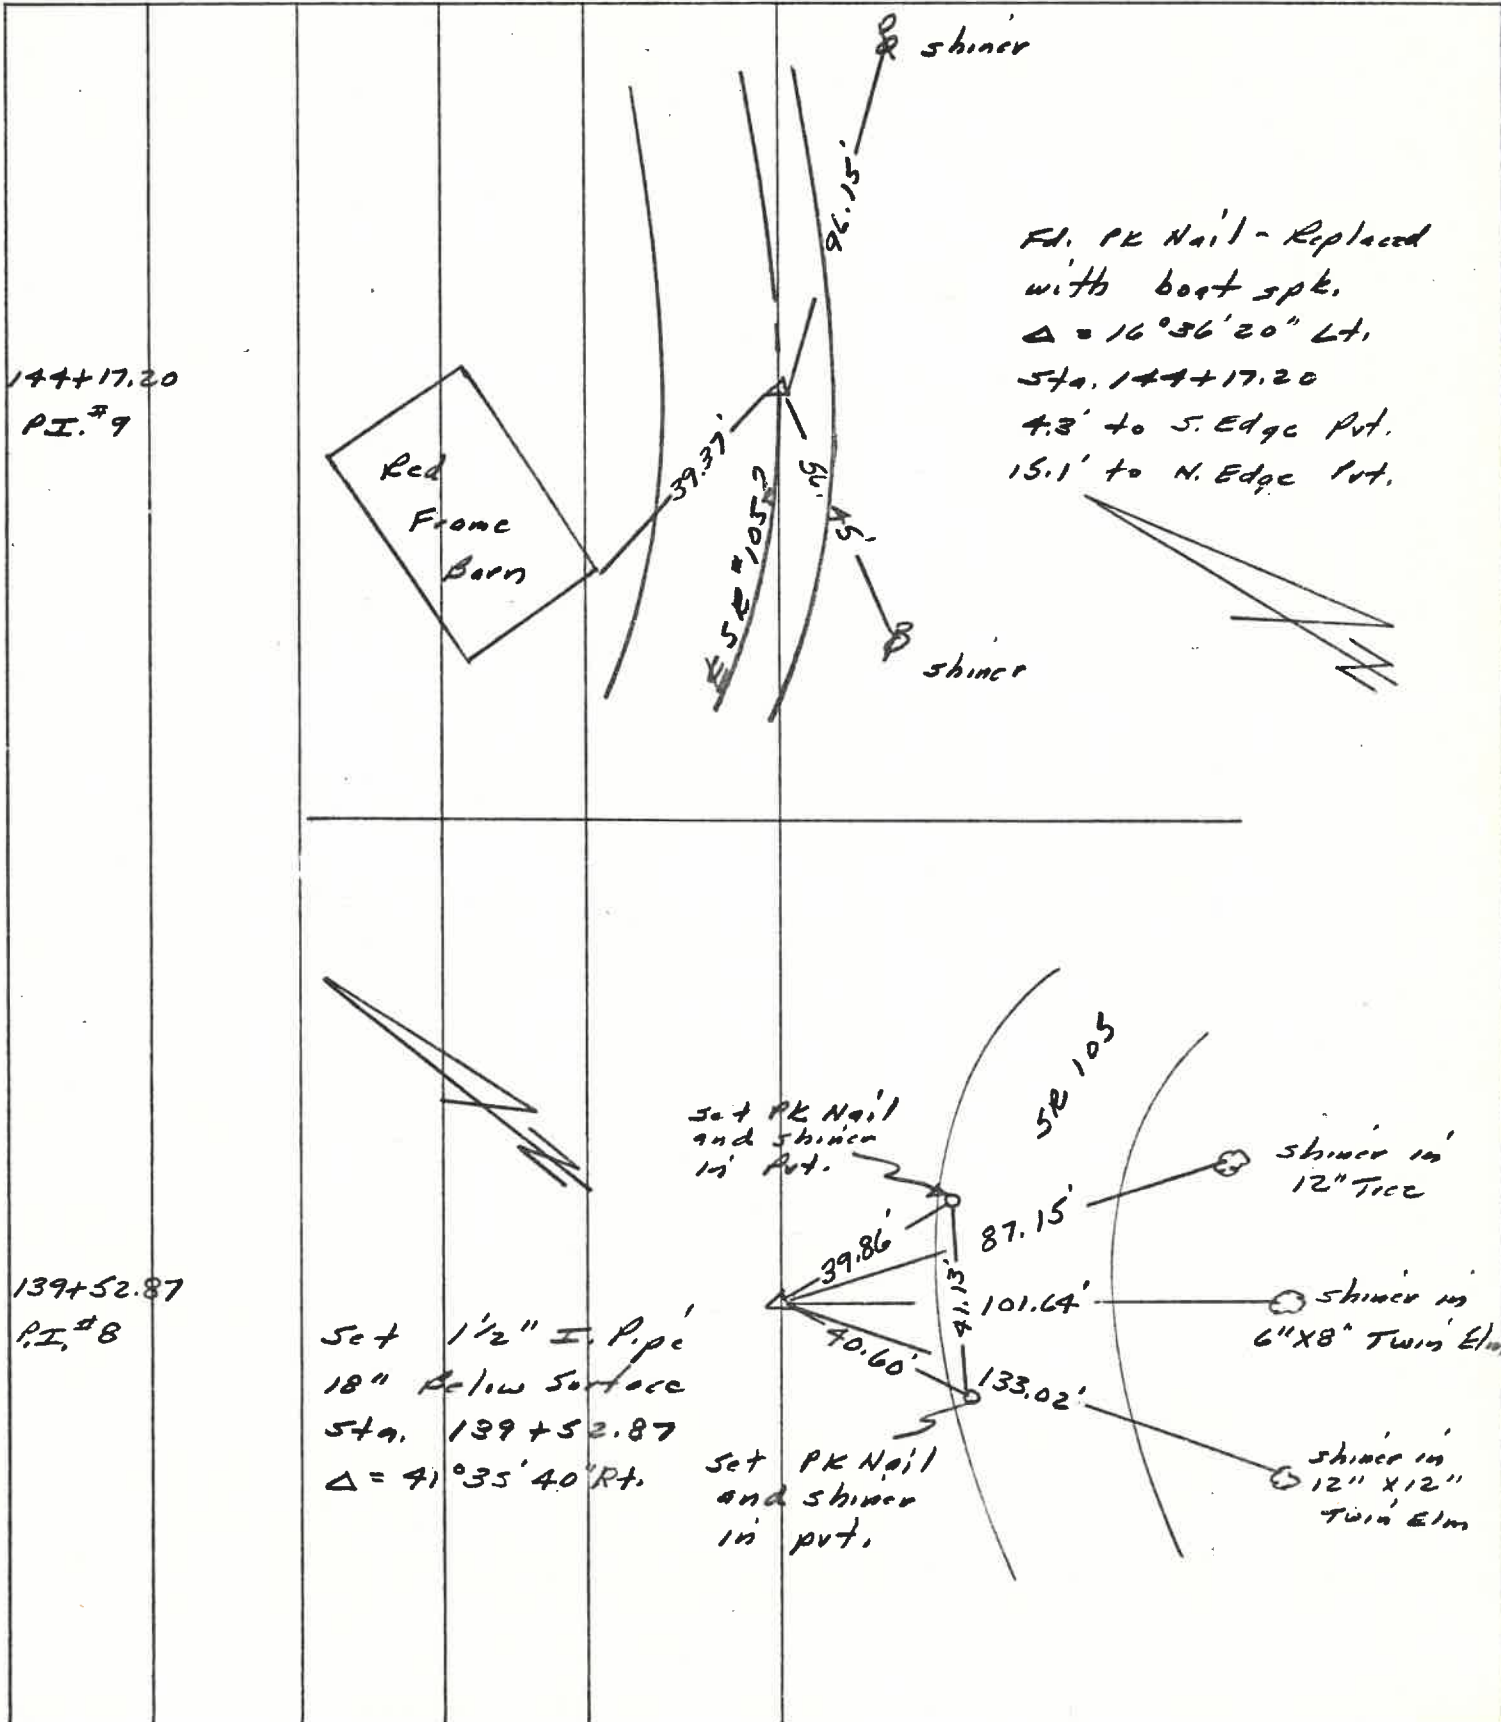 shiner
96.15'
Fd. PK Nail - Replaced
with boat spk.
Δ = 16°36'20" Lt.
Sta. 144+17.20
4.3' to S. Edge Pvt.
15.1' to N. Edge Pvt.
144+17.20
P.I. #9
Red
Frame
Barn
39.37'
℄ SR #105
shiner
SR 105
Set PK Nail
and shiner
in Pvt.
shiner in
12" Tree
87.15'
39.86'
41.13'
139+52.87
P.I. #8
101.64'
shiner in
6"X8" Twin Elm
40.60'
133.02'
Set 1½" I. Pipe
18" Below Surface
Sta. 139+52.87
Δ = 41°35'40" Rt.
Set PK Nail
and shiner
in pvt.
shiner in
12" X 12"
Twin Elm